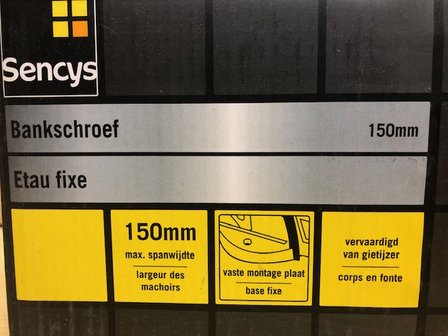 Sencys
Bankschroef 150mm
Etau fixe
150mm
max. spanwijdte
largeur des
machoirs
vaste montage plaat
base fixe
vervaardigd
van gietijzer
corps en fonte